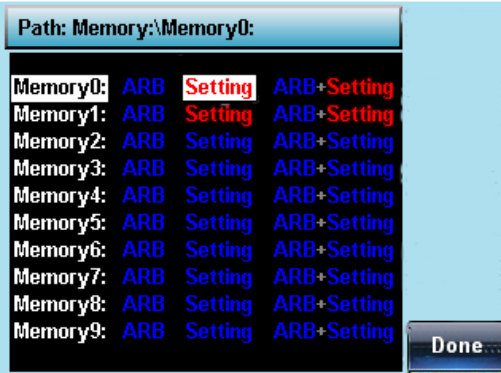 Path: Memory:\Memory0:
Memory0: ARB Setting ARB+Setting
Memory1: ARB Setting ARB+Setting
Memory2: ARB Setting ARB+Setting
Memory3: ARB Setting ARB+Setting
Memory4: ARB Setting ARB+Setting
Memory5: ARB Setting ARB+Setting
Memory6: ARB Setting ARB+Setting
Memory7: ARB Setting ARB+Setting
Memory8: ARB Setting ARB+Setting
Memory9: ARB Setting ARB+Setting
Done